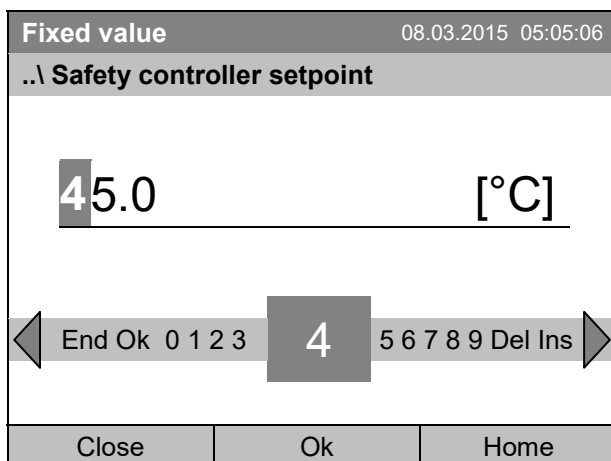 Fixed value 08.03.2015 05:05:06
..\ Safety controller setpoint
45.0 [°C]
End Ok 0 1 2 3 4 5 6 7 8 9 Del Ins
Close Ok Home